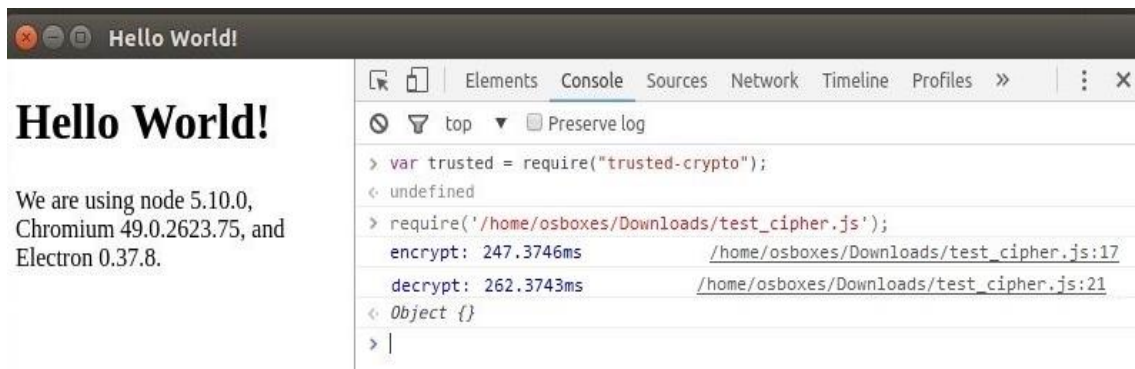 Hello World!
Hello World!
We are using node 5.10.0,
Chromium 49.0.2623.75, and
Electron 0.37.8.
Elements Console Sources Network Timeline Profiles »
top ▼ Preserve log
> var trusted = require("trusted-crypto");
<· undefined
> require('/home/osboxes/Downloads/test_cipher.js');
encrypt: 247.3746ms /home/osboxes/Downloads/test_cipher.js:17
decrypt: 262.3743ms /home/osboxes/Downloads/test_cipher.js:21
<· Object {}
>